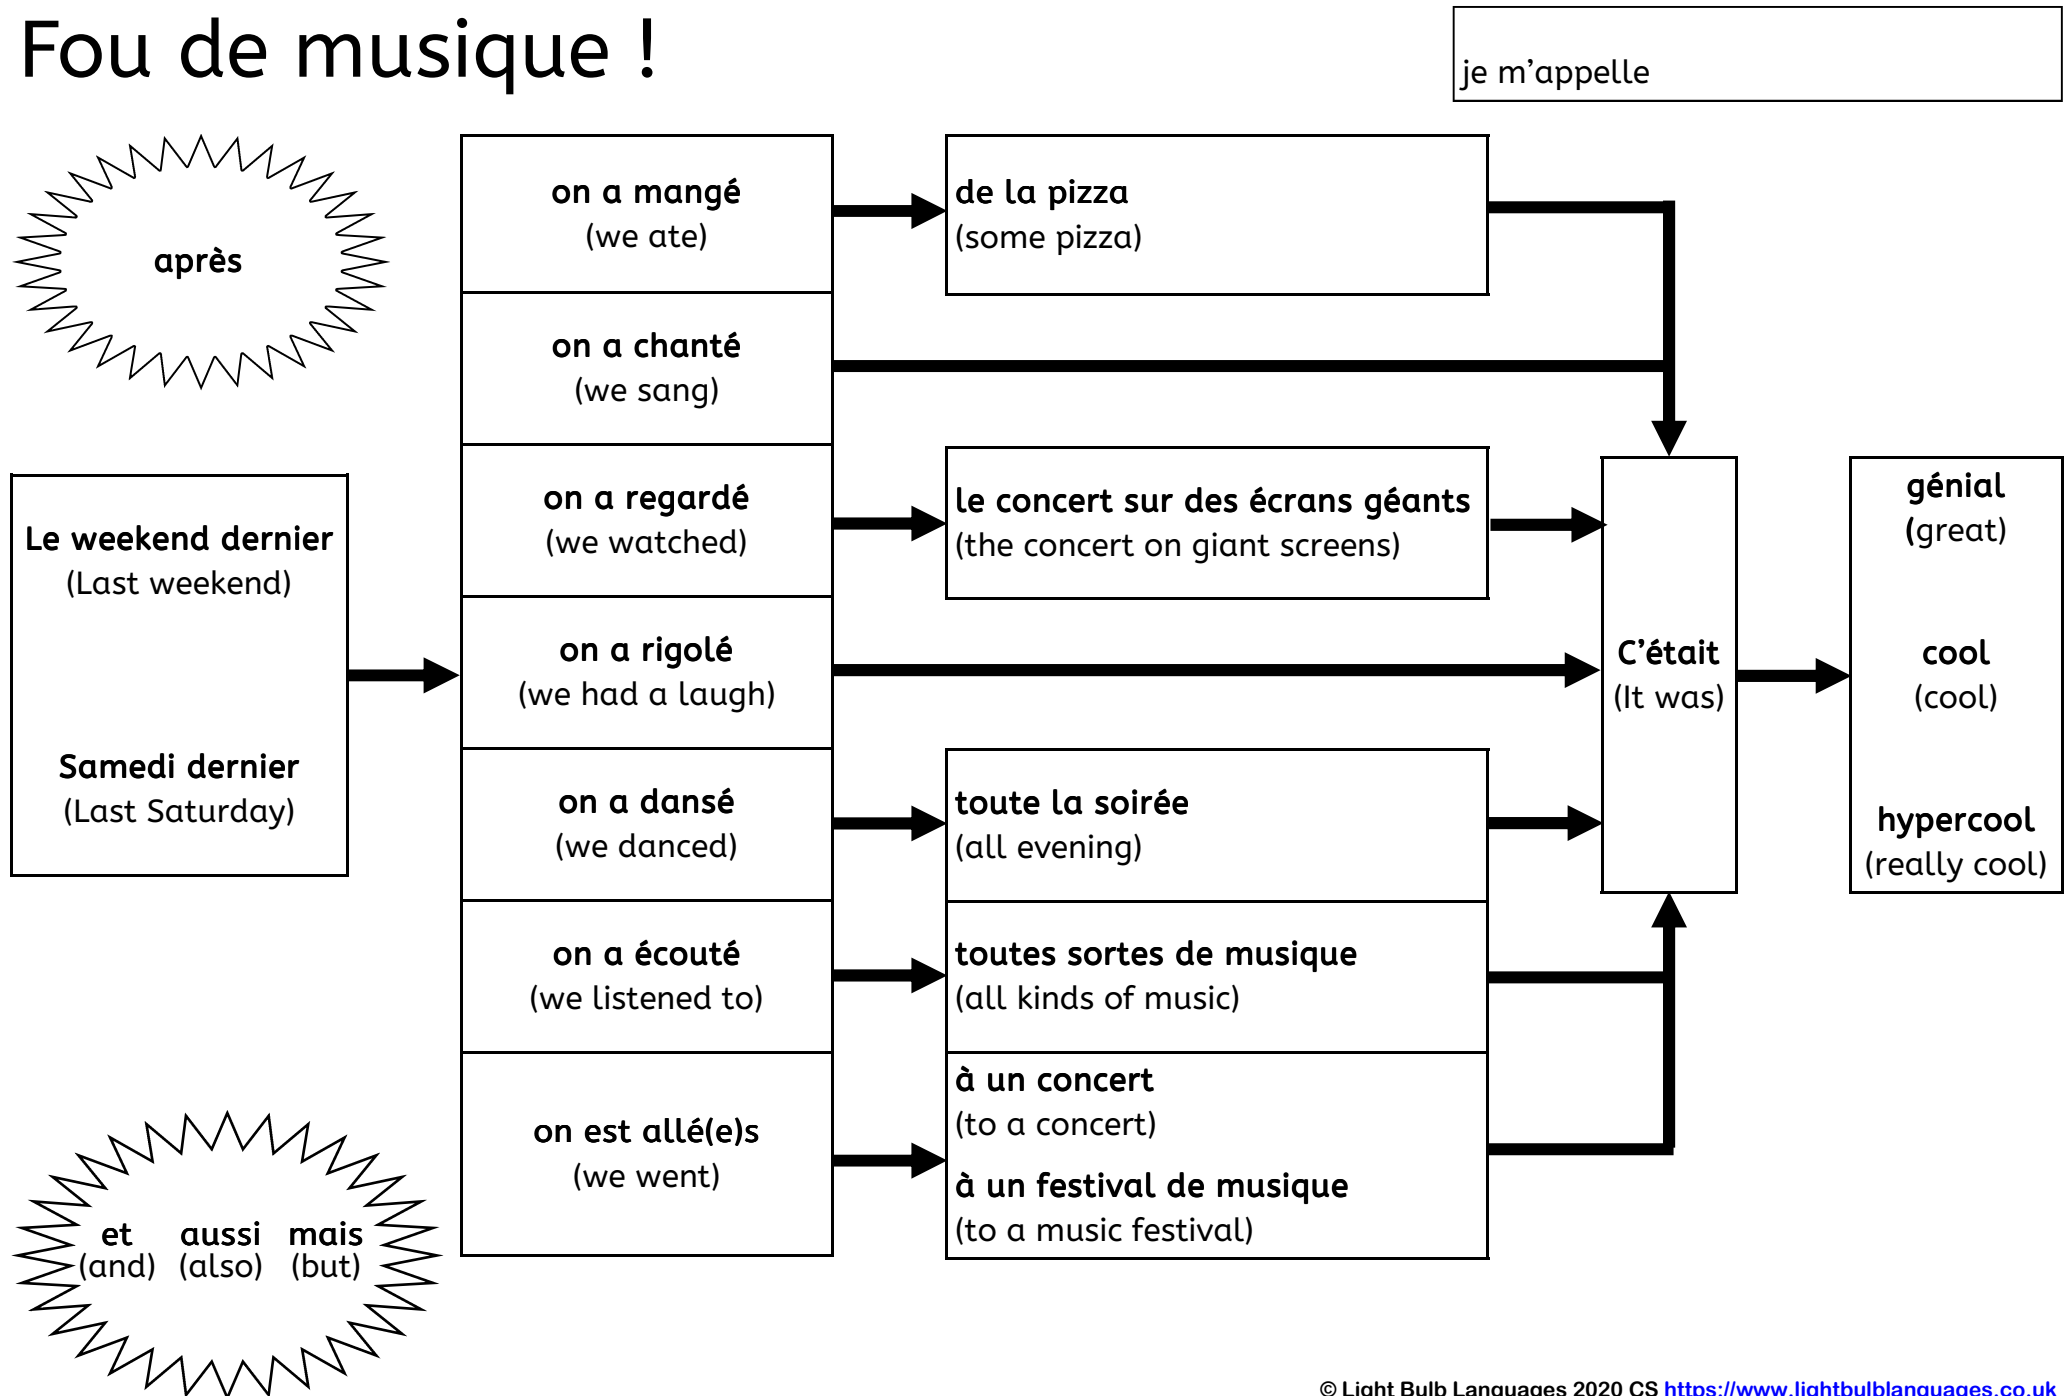 Fou de musique !
je m'appelle
après
Le weekend dernier
(Last weekend)
Samedi dernier
(Last Saturday)
et aussi mais
(and) (also) (but)
on a mangé
(we ate)
on a chanté
(we sang)
on a regardé
(we watched)
on a rigolé
(we had a laugh)
on a dansé
(we danced)
on a écouté
(we listened to)
on est allé(e)s
(we went)
de la pizza
(some pizza)
le concert sur des écrans géants
(the concert on giant screens)
toute la soirée
(all evening)
toutes sortes de musique
(all kinds of music)
à un concert
(to a concert)
à un festival de musique
(to a music festival)
C'était
(It was)
génial
(great)
cool
(cool)
hypercool
(really cool)
© Light Bulb Languages 2020 CS https://www.lightbulblanguages.co.uk